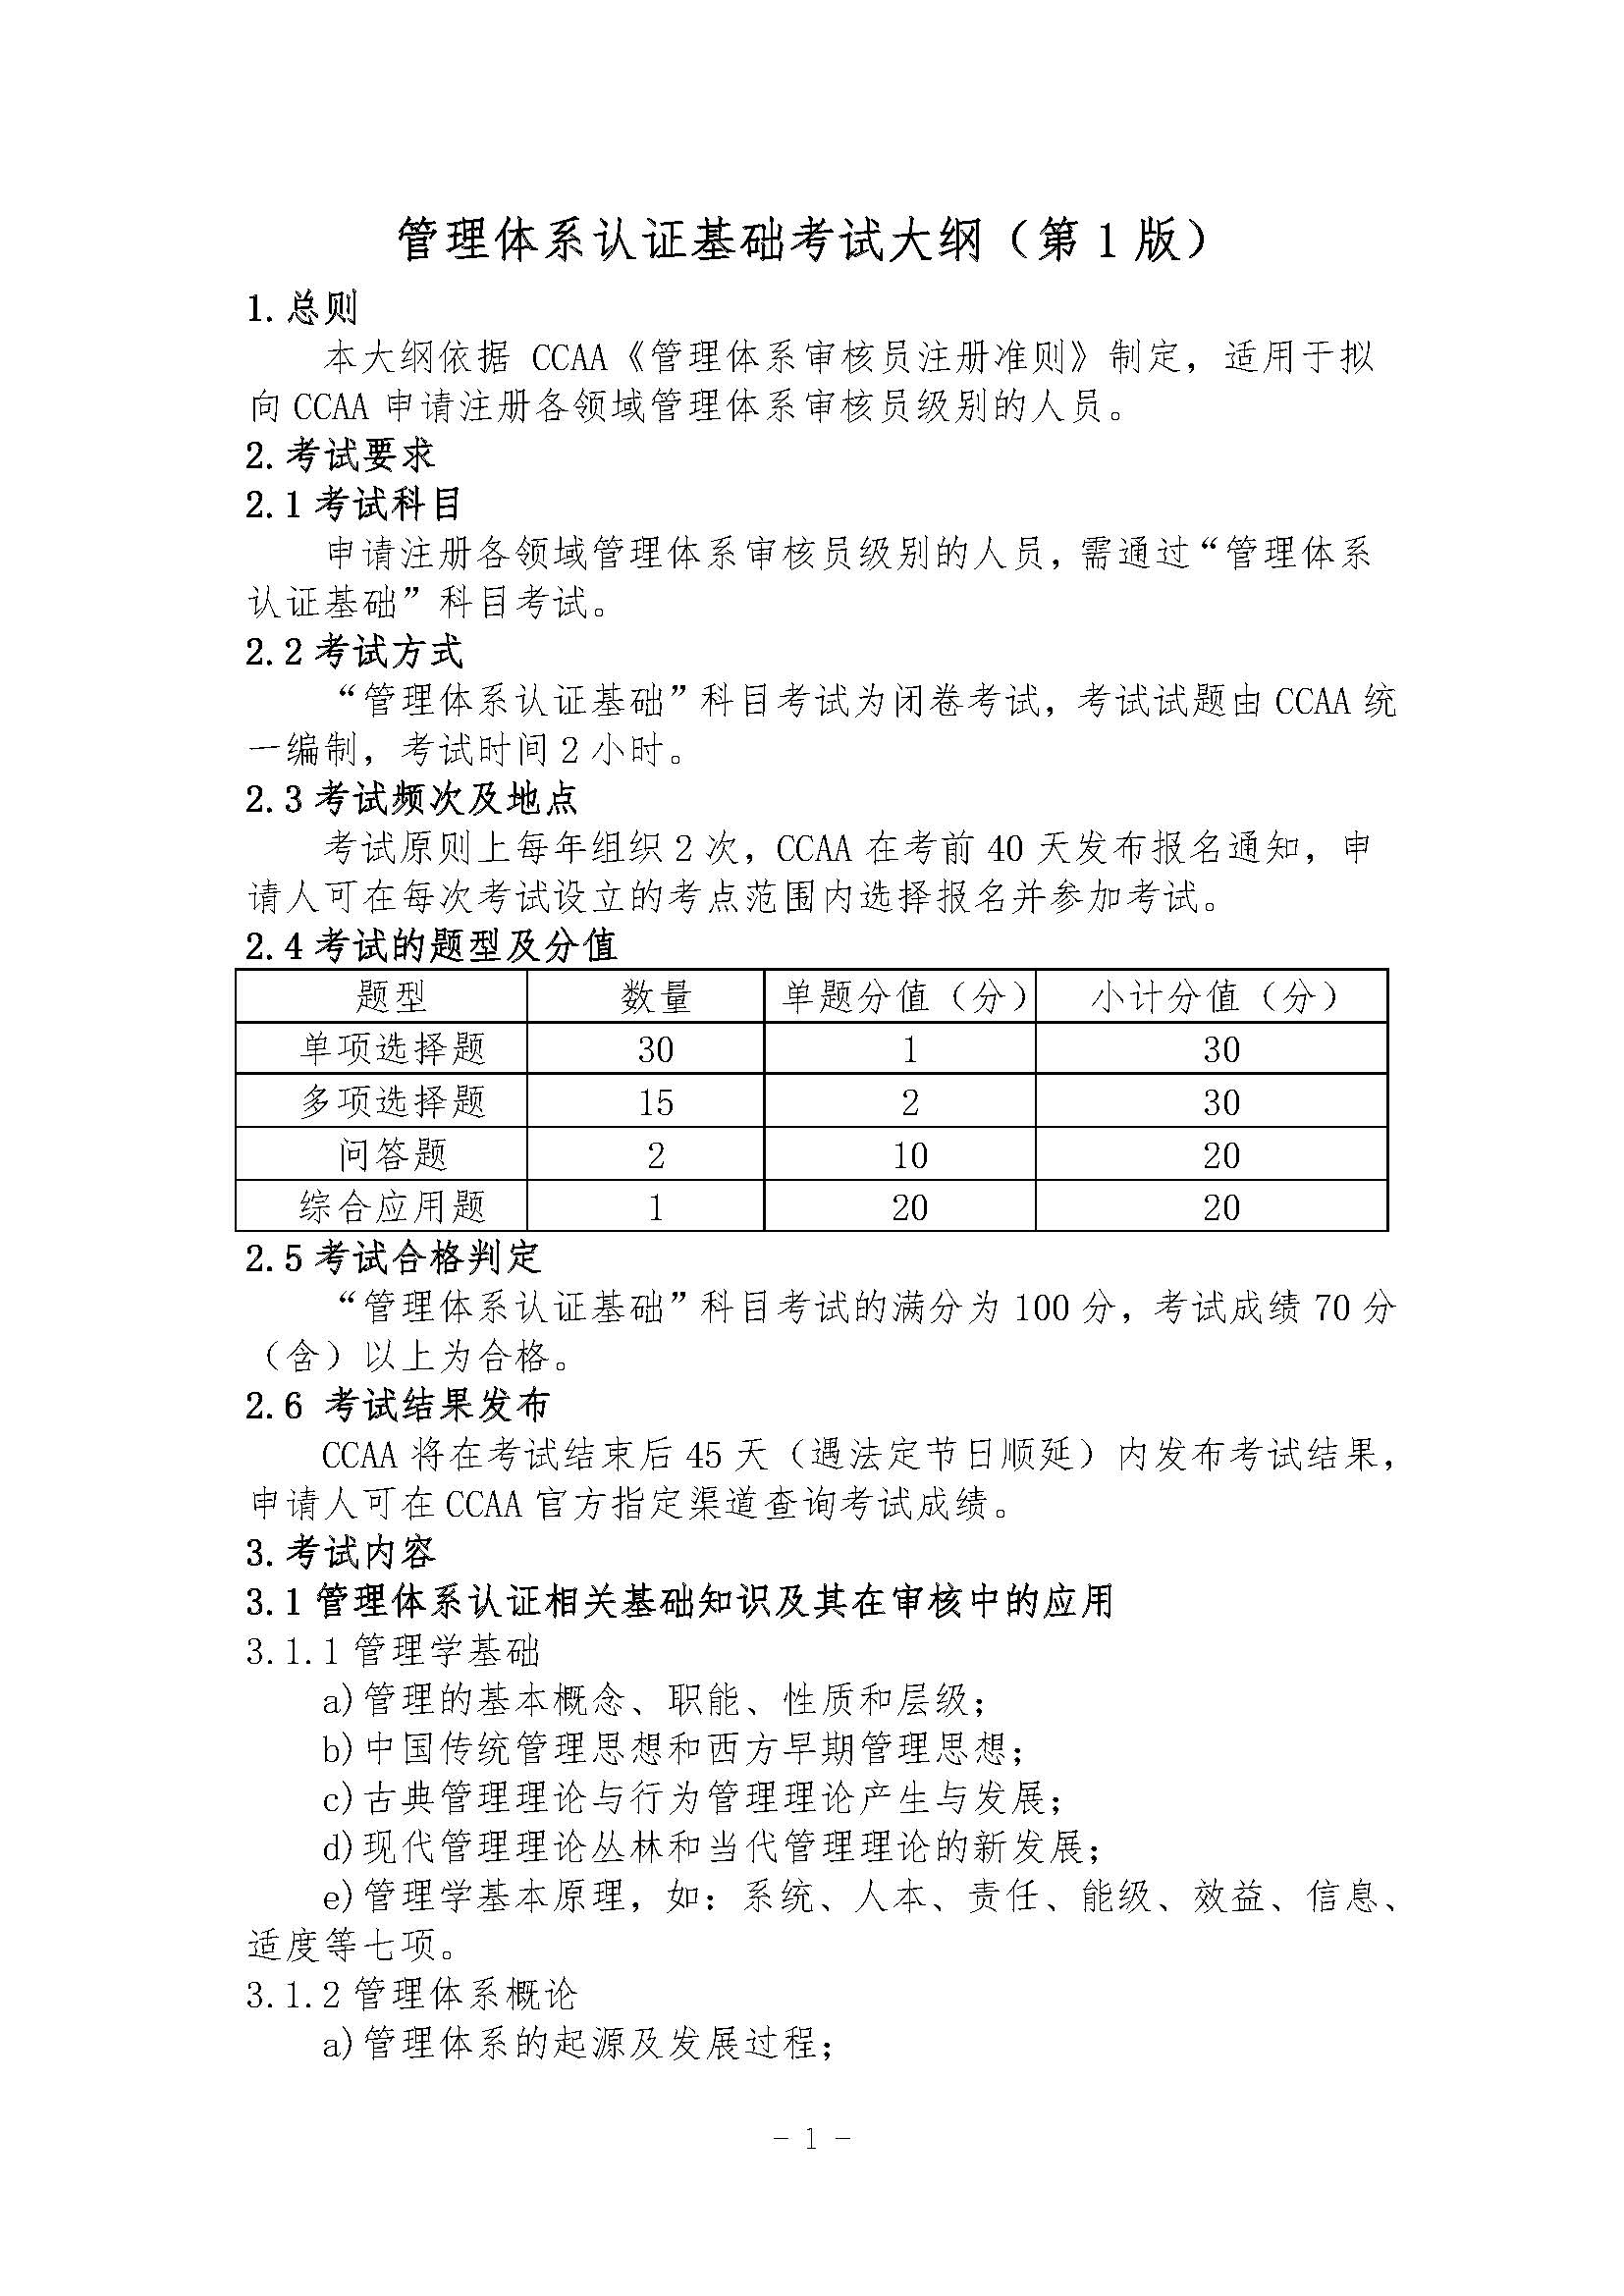 管理体系认证基础考试大纲（第 1 版）
1. 总则
本大纲依据 CCAA《管理体系审核员注册准则》制定，适用于拟
向 CCAA 申请注册各领域管理体系审核员级别的人员。
2. 考试要求
2.1 考试科目
申请注册各领域管理体系审核员级别的人员，需通过“管理体系
认证基础”科目考试。
2.2 考试方式
“管理体系认证基础”科目考试为闭卷考试，考试试题由 CCAA 统
一编制，考试时间 2 小时。
2.3 考试频次及地点
考试原则上每年组织 2 次，CCAA 在考前 40 天发布报名通知，申
请人可在每次考试设立的考点范围内选择报名并参加考试。
2.4 考试的题型及分值
题型 数量 单题分值（分） 小计分值（分）
单项选择题 30 1 30
多项选择题 15 2 30
问答题 2 10 20
综合应用题 1 20 20
2.5 考试合格判定
“管理体系认证基础”科目考试的满分为 100 分，考试成绩 70 分
（含）以上为合格。
2.6 考试结果发布
CCAA 将在考试结束后 45 天（遇法定节日顺延）内发布考试结果，
申请人可在 CCAA 官方指定渠道查询考试成绩。
3. 考试内容
3.1 管理体系认证相关基础知识及其在审核中的应用
3.1.1 管理学基础
a)管理的基本概念、职能、性质和层级；
b)中国传统管理思想和西方早期管理思想；
c)古典管理理论与行为管理理论产生与发展；
d)现代管理理论丛林和当代管理理论的新发展；
e)管理学基本原理，如：系统、人本、责任、能级、效益、信息、
适度等七项。
3.1.2 管理体系概论
a)管理体系的起源及发展过程；
- 1 -